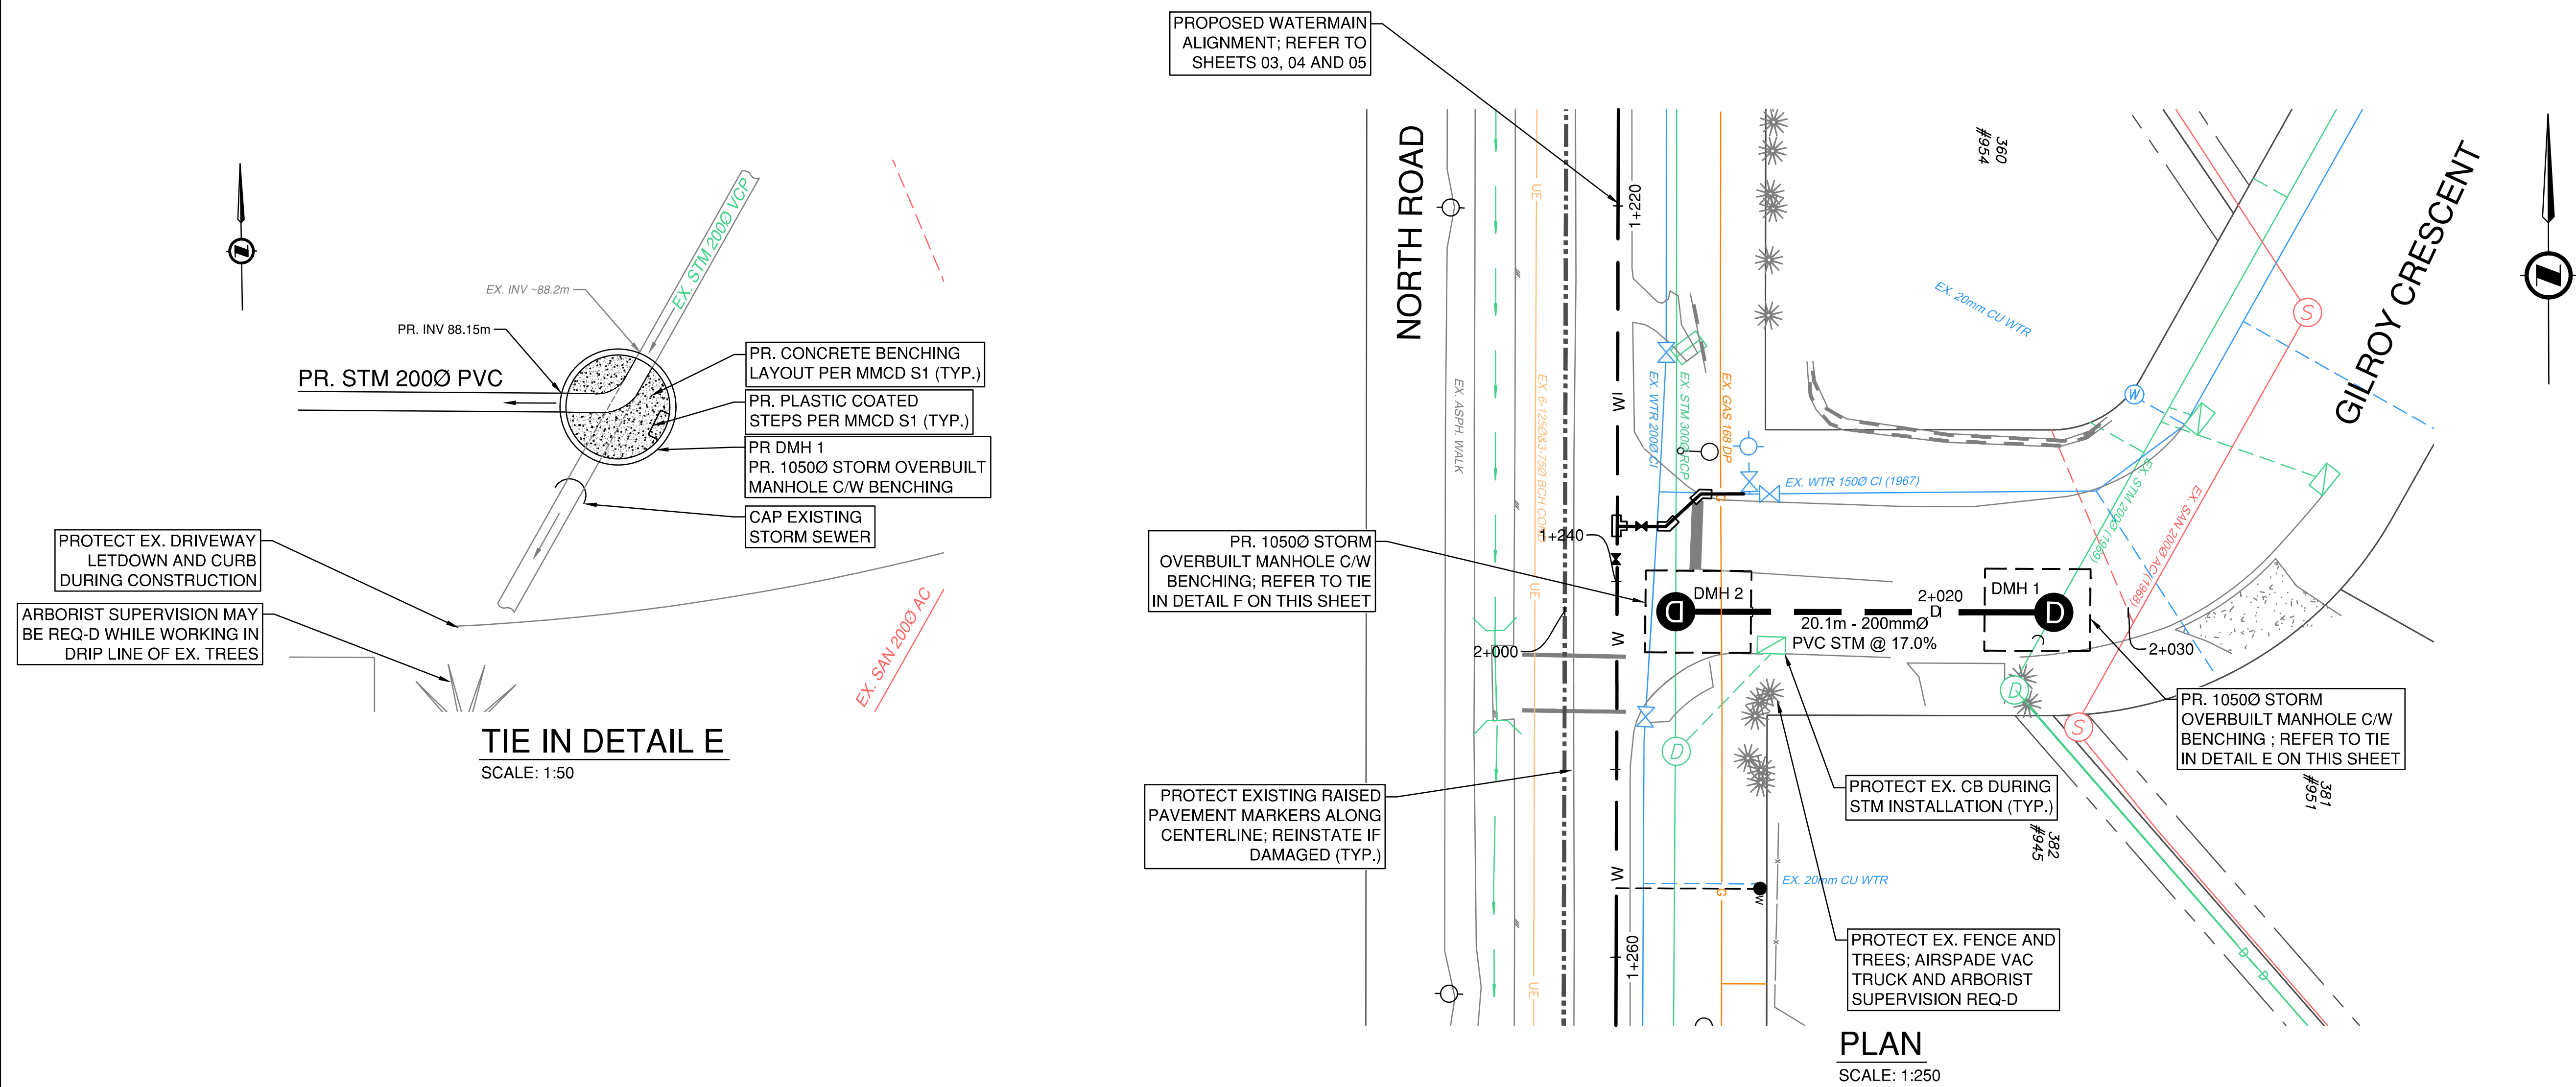 PROPOSED WATERMAIN
ALIGNMENT; REFER TO
SHEETS 03, 04 AND 05
EX. STM 200Ø VCP
EX. INV ~88.2m
PR. INV 88.15m
PR. STM 200Ø PVC
PR. CONCRETE BENCHING
LAYOUT PER MMCD S1 (TYP.)
PR. PLASTIC COATED
STEPS PER MMCD S1 (TYP.)
PR DMH 1
PR. 1050Ø STORM OVERBUILT
MANHOLE C/W BENCHING
CAP EXISTING
STORM SEWER
PROTECT EX. DRIVEWAY
LETDOWN AND CURB
DURING CONSTRUCTION
ARBORIST SUPERVISION MAY
BE REQ-D WHILE WORKING IN
DRIP LINE OF EX. TREES
EX. SAN 200Ø AC
TIE IN DETAIL E
SCALE: 1:50
NORTH ROAD
UE
1+220
360
#954
GILROY CRESCENT
EX. 20mm CU WTR
S
W
EX. ASPH. WALK
EX. 6-125Ø&3-75Ø BCH COND
W
EX. WTR 200Ø CI
EX. STM 300Ø RCP
EX. GAS 168 DP
G
EX. WTR 150Ø CI (1967)
EX. STM 200Ø (1969)
EX. SAN 200Ø AC (1968)
1+240
PR. 1050Ø STORM
OVERBUILT MANHOLE C/W
BENCHING; REFER TO TIE
IN DETAIL F ON THIS SHEET
UE
D
DMH 2
2+020
D
20.1m - 200mmØ
PVC STM @ 17.0%
DMH 1
D
W
2+000
2+030
D
S
D
PR. 1050Ø STORM
OVERBUILT MANHOLE C/W
BENCHING ; REFER TO TIE
IN DETAIL E ON THIS SHEET
381
#951
382
#945
PROTECT EX. CB DURING
STM INSTALLATION (TYP.)
PROTECT EXISTING RAISED
PAVEMENT MARKERS ALONG
CENTERLINE; REINSTATE IF
DAMAGED (TYP.)
W
EX. 20mm CU WTR
G
W
1+260
UE
D
D
PROTECT EX. FENCE AND
TREES; AIRSPADE VAC
TRUCK AND ARBORIST
SUPERVISION REQ-D
PLAN
SCALE: 1:250